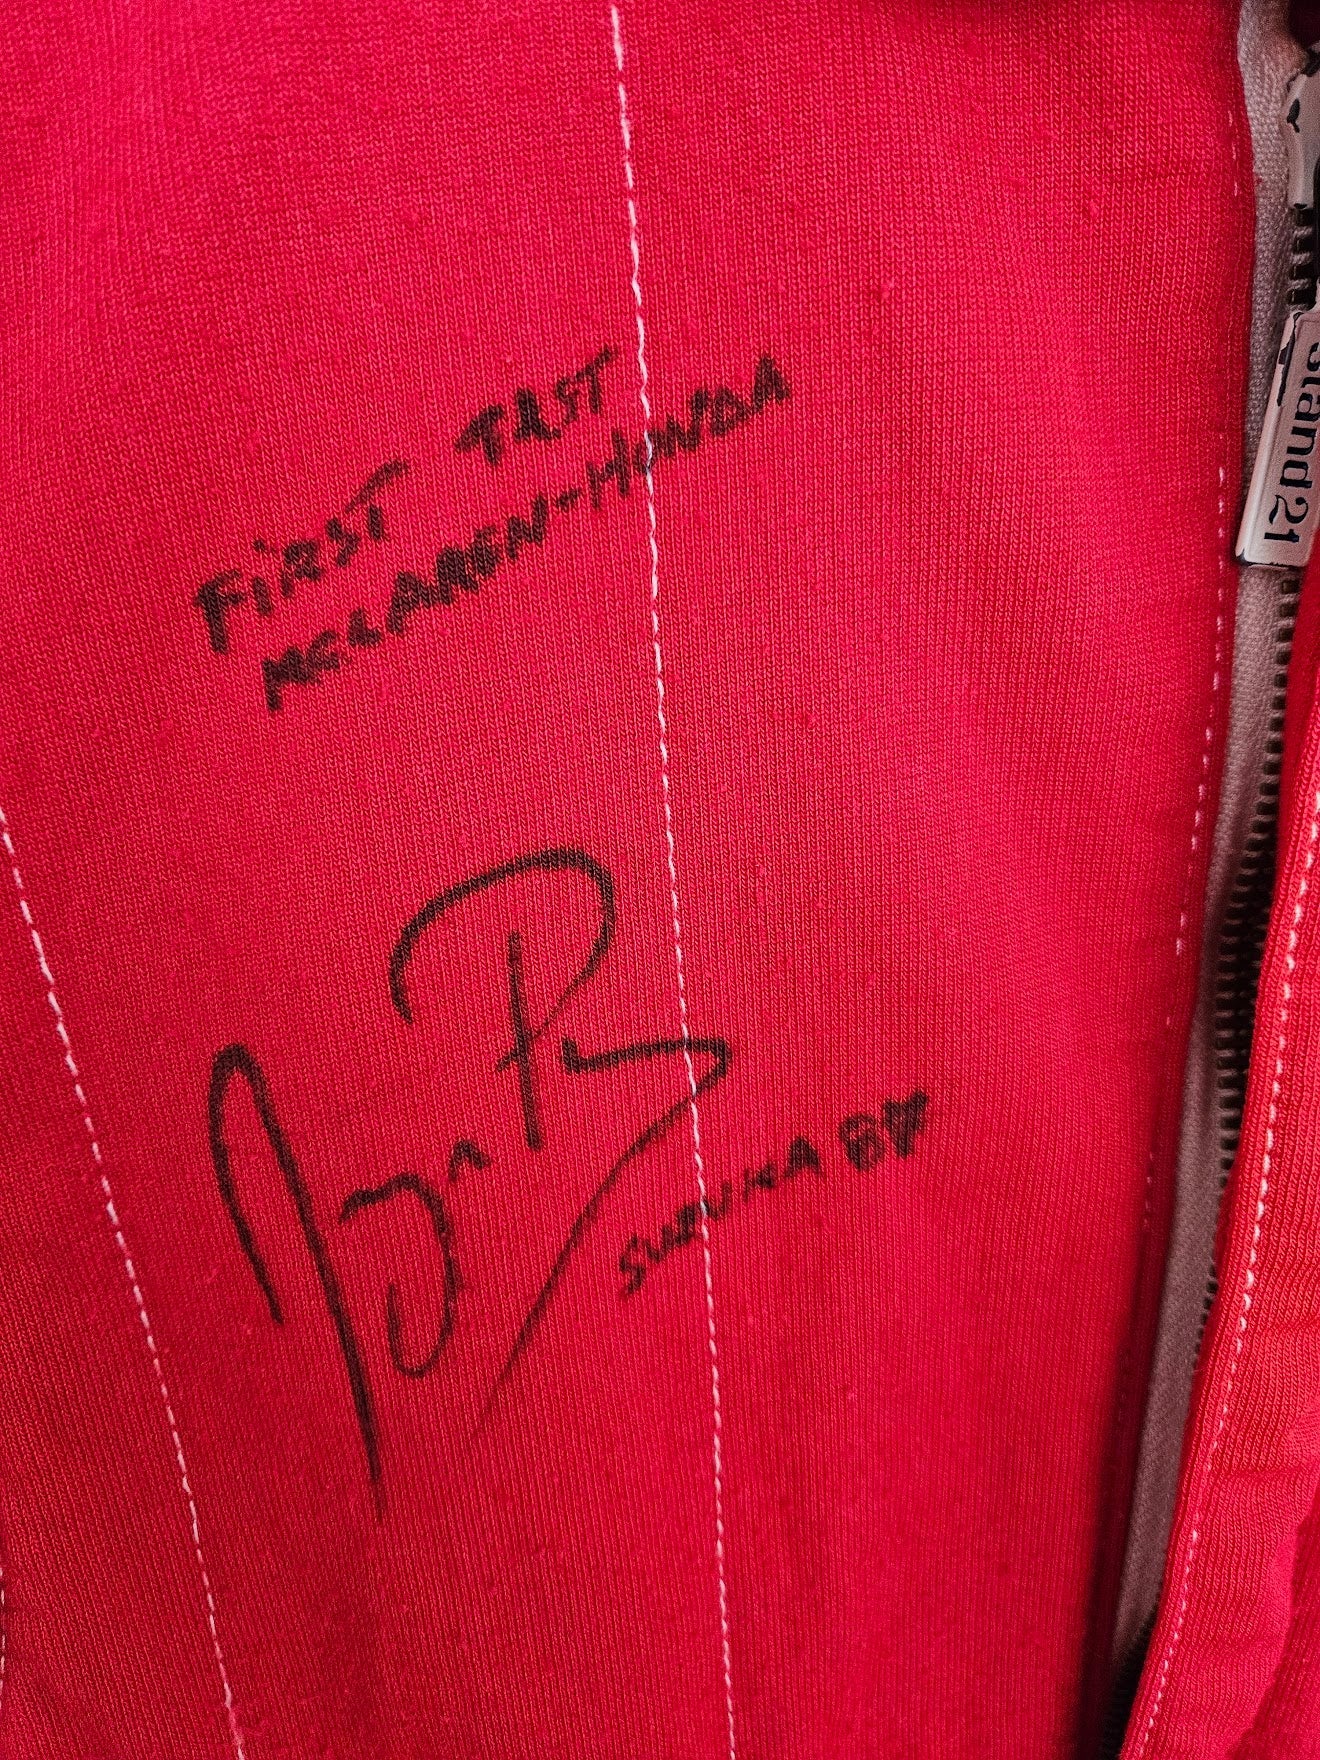 FIRST TEST
MCLAREN-HONDA
SUZUKA 87
stand21